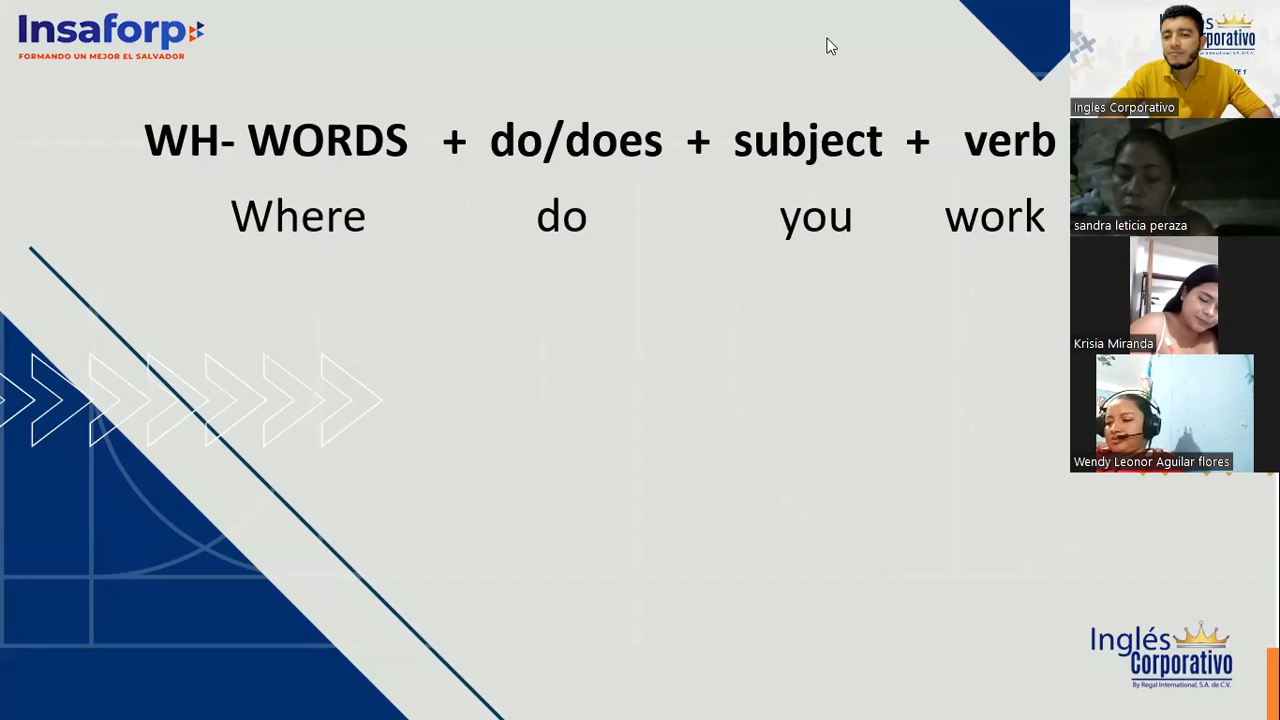 Insaforp
FORMANDO UN MEJOR EL SALVADOR
WH- WORDS + do/does + subject + verb
Where do you work
Ingles Corporativo
sandra leticia peraza
Krisia Miranda
Wendy Leonor Aguilar flores
Inglés
Corporativo
By Regal International, S.A. de C.V.